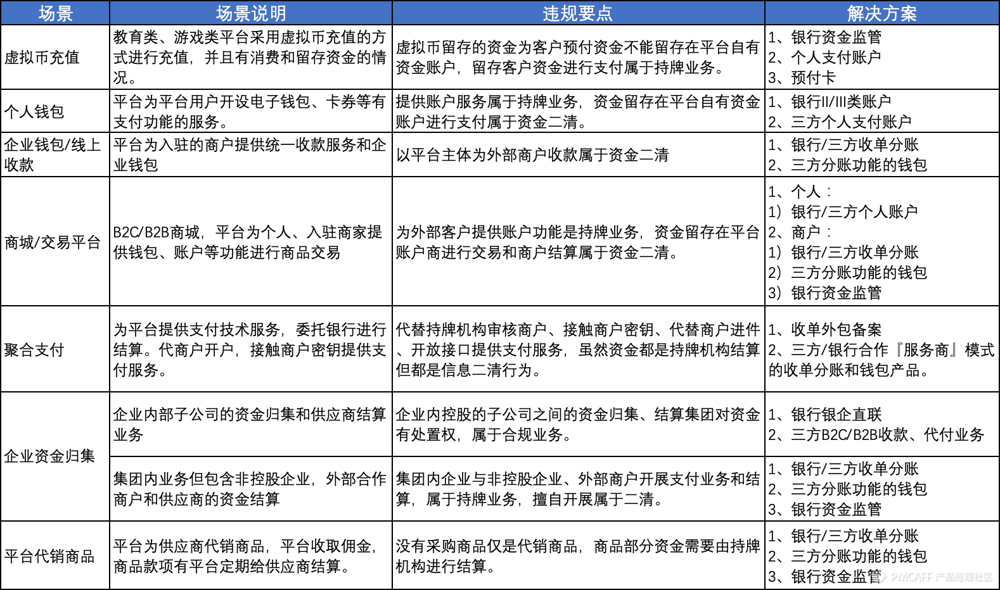 场景
场景说明
违规要点
解决方案
虚拟币充值
教育类、游戏类平台采用虚拟币充值的方
式进行充值，并且有消费和留存资金的情
况。
虚拟币留存的资金为客户预付资金不能留存在平台自有
资金账户，留存客户资金进行支付属于持牌业务。
1、银行资金监管
2、个人支付账户
3、预付卡
个人钱包
平台为平台用户开设电子钱包、卡券等有
支付功能的服务。
提供账户服务属于持牌业务，资金留存在平台自有资金
账户进行支付属于资金二清。
1、银行II/III类账户
2、三方个人支付账户
企业钱包/线上
收款
平台为入驻的商户提供统一收款服务和企
业钱包
以平台主体为外部商户收款属于资金二清
1、银行/三方收单分账
2、三方分账功能的钱包
商城/交易平台
B2C/B2B商城，平台为个人、入驻商家提
供钱包、账户等功能进行商品交易
为外部客户提供账户功能是持牌业务，资金留存在平台
账户商进行交易和商户结算属于资金二清。
1、个人：
1）银行/三方个人账户
2、商户：
1）银行/三方收单分账
2）三方分账功能的钱包
3）银行资金监管
聚合支付
为平台提供支付技术服务，委托银行进行
结算。代商户开户，接触商户密钥提供支
付服务。
代替持牌机构审核商户、接触商户密钥、代替商户进件
、开放接口提供支付服务，虽然资金都是持牌机构结算
但都是信息二清行为。
1、收单外包备案
2、三方/银行合作『服务商』模式
的收单分账和钱包产品。
企业资金归集
企业内部子公司的资金归集和供应商结算
业务
企业内控股的子公司之间的资金归集、结算集团对资金
有处置权，属于合规业务。
1、银行银企直联
2、三方B2C/B2B收款、代付业务
集团内业务但包含非控股企业，外部合作
商户和供应商的资金结算
集团内企业与非控股企业、外部商户开展支付业务和结
算，属于持牌业务，擅自开展属于二清。
1、银行/三方收单分账
2、三方分账功能的钱包
3、银行资金监管
平台代销商品
平台为供应商代销商品，平台收取佣金，
商品款项有平台定期给供应商结算。
没有采购商品仅是代销商品，商品部分资金需要由持牌
机构进行结算。
1、银行/三方收单分账
2、三方分账功能的钱包
3、银行资金监管
PMCAFF 产品经理社区